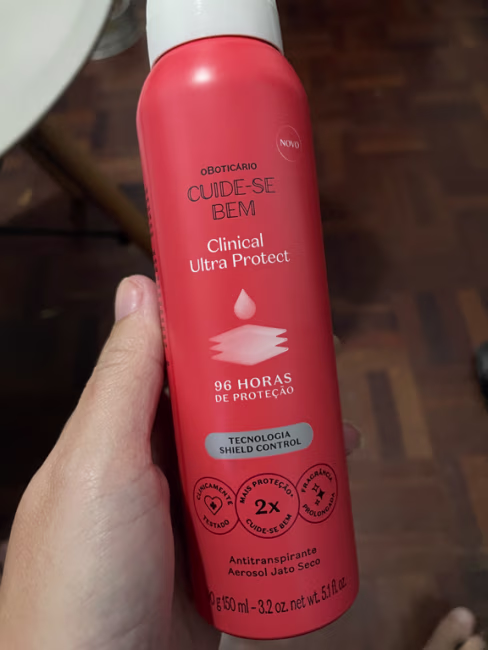 NOVO
oBOTICÁRIO
CUIDE-SE
BEM
Clinical
Ultra Protect
96 HORAS
DE PROTEÇÃO
TECNOLOGIA
SHIELD CONTROL
CLINICAMENTE
TESTADO
MAIS PROTEÇÃO*
2x
CUIDE-SE BEM
FRAGRÂNCIA
PROLONGADA
Antitranspirante
Aerosol Jato Seco
g 150 ml - 3.2 oz. net wt. 5.1 fl. oz.